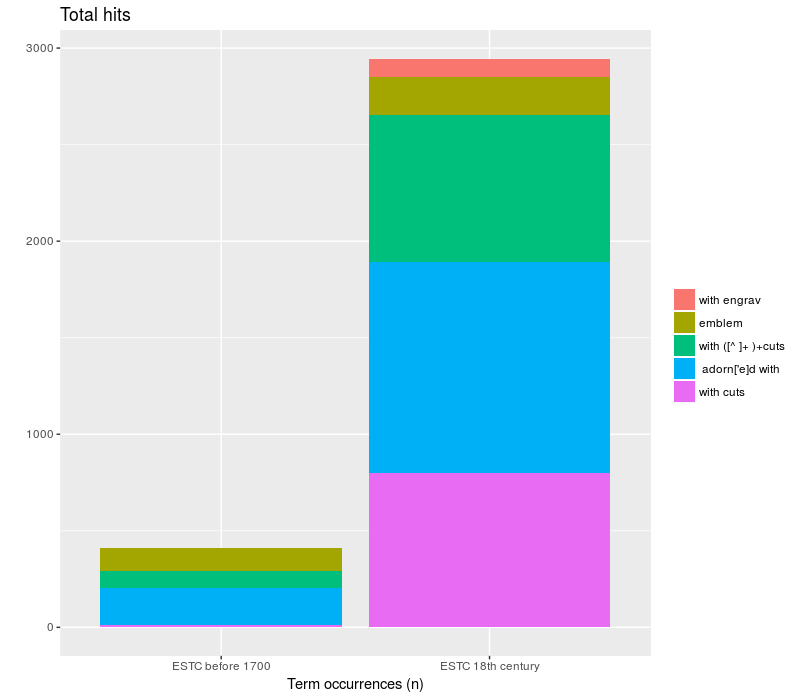 Total hits
3000
2000
1000
0
ESTC before 1700
ESTC 18th century
Term occurrences (n)
with engrav
emblem
with ([^ ]+ )+cuts
adorn['e]d with
with cuts